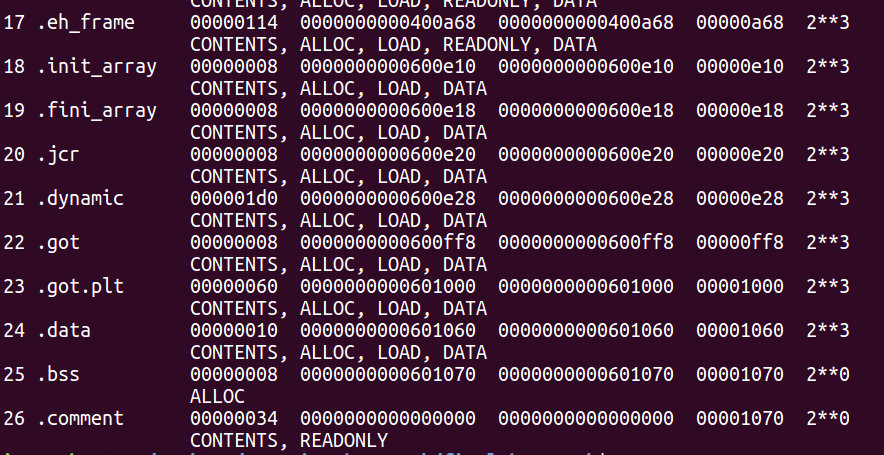 CONTENTS, ALLOC, LOAD, READONLY, DATA
17 .eh_frame 00000114 0000000000400a68 0000000000400a68 00000a68 2**3
CONTENTS, ALLOC, LOAD, READONLY, DATA
18 .init_array 00000008 0000000000600e10 0000000000600e10 00000e10 2**3
CONTENTS, ALLOC, LOAD, DATA
19 .fini_array 00000008 0000000000600e18 0000000000600e18 00000e18 2**3
CONTENTS, ALLOC, LOAD, DATA
20 .jcr 00000008 0000000000600e20 0000000000600e20 00000e20 2**3
CONTENTS, ALLOC, LOAD, DATA
21 .dynamic 000001d0 0000000000600e28 0000000000600e28 00000e28 2**3
CONTENTS, ALLOC, LOAD, DATA
22 .got 00000008 0000000000600ff8 0000000000600ff8 00000ff8 2**3
CONTENTS, ALLOC, LOAD, DATA
23 .got.plt 00000060 0000000000601000 0000000000601000 00001000 2**3
CONTENTS, ALLOC, LOAD, DATA
24 .data 00000010 0000000000601060 0000000000601060 00001060 2**3
CONTENTS, ALLOC, LOAD, DATA
25 .bss 00000008 0000000000601070 0000000000601070 00001070 2**0
ALLOC
26 .comment 00000034 0000000000000000 0000000000000000 00001070 2**0
CONTENTS, READONLY